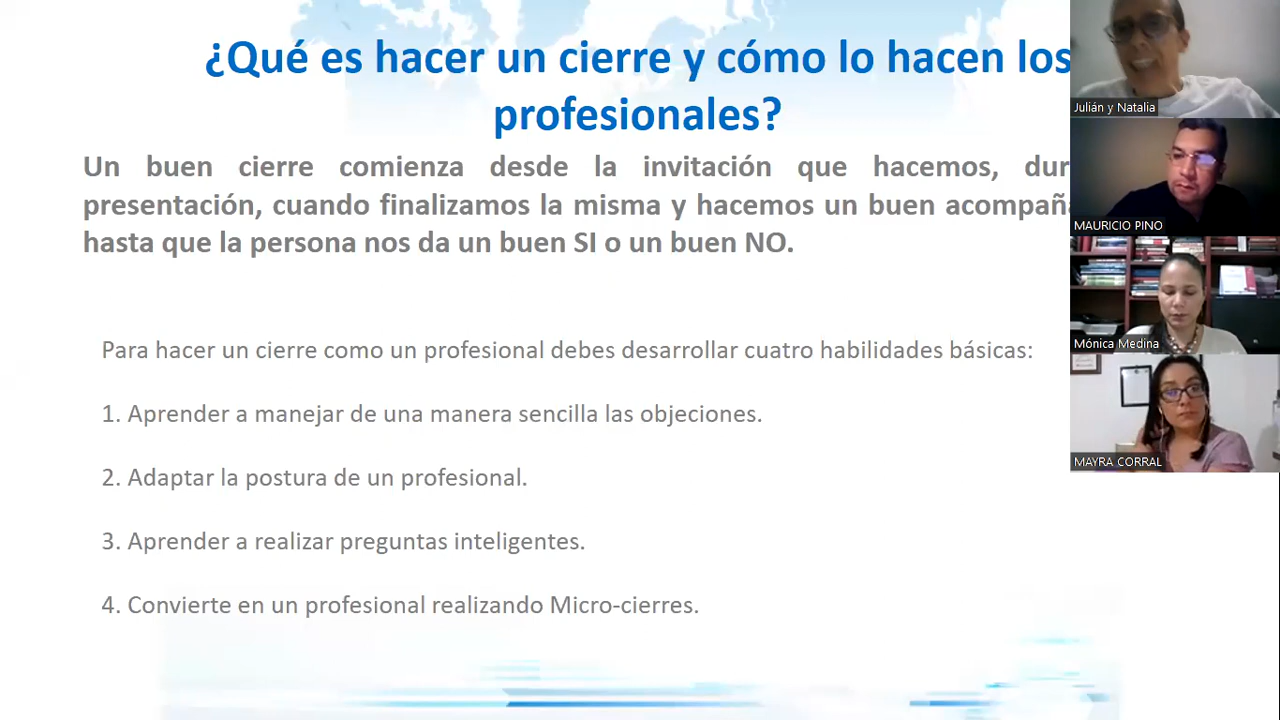 ¿Qué es hacer un cierre y cómo lo hacen los
profesionales?
Un buen cierre comienza desde la invitación que hacemos,
presentación, cuando finalizamos la misma y hacemos un buen
hasta que la persona nos da un buen SI o un buen NO.
Para hacer un cierre como un profesional debes desarrollar cuatro habilidades básicas:
1. Aprender a manejar de una manera sencilla las objeciones.
2. Adaptar la postura de un profesional.
3. Aprender a realizar preguntas inteligentes.
4. Convierte en un profesional realizando Micro-cierres.
Julián y Natalia
MAURICIO PINO
Mónica Medina
MAYRA CORRAL